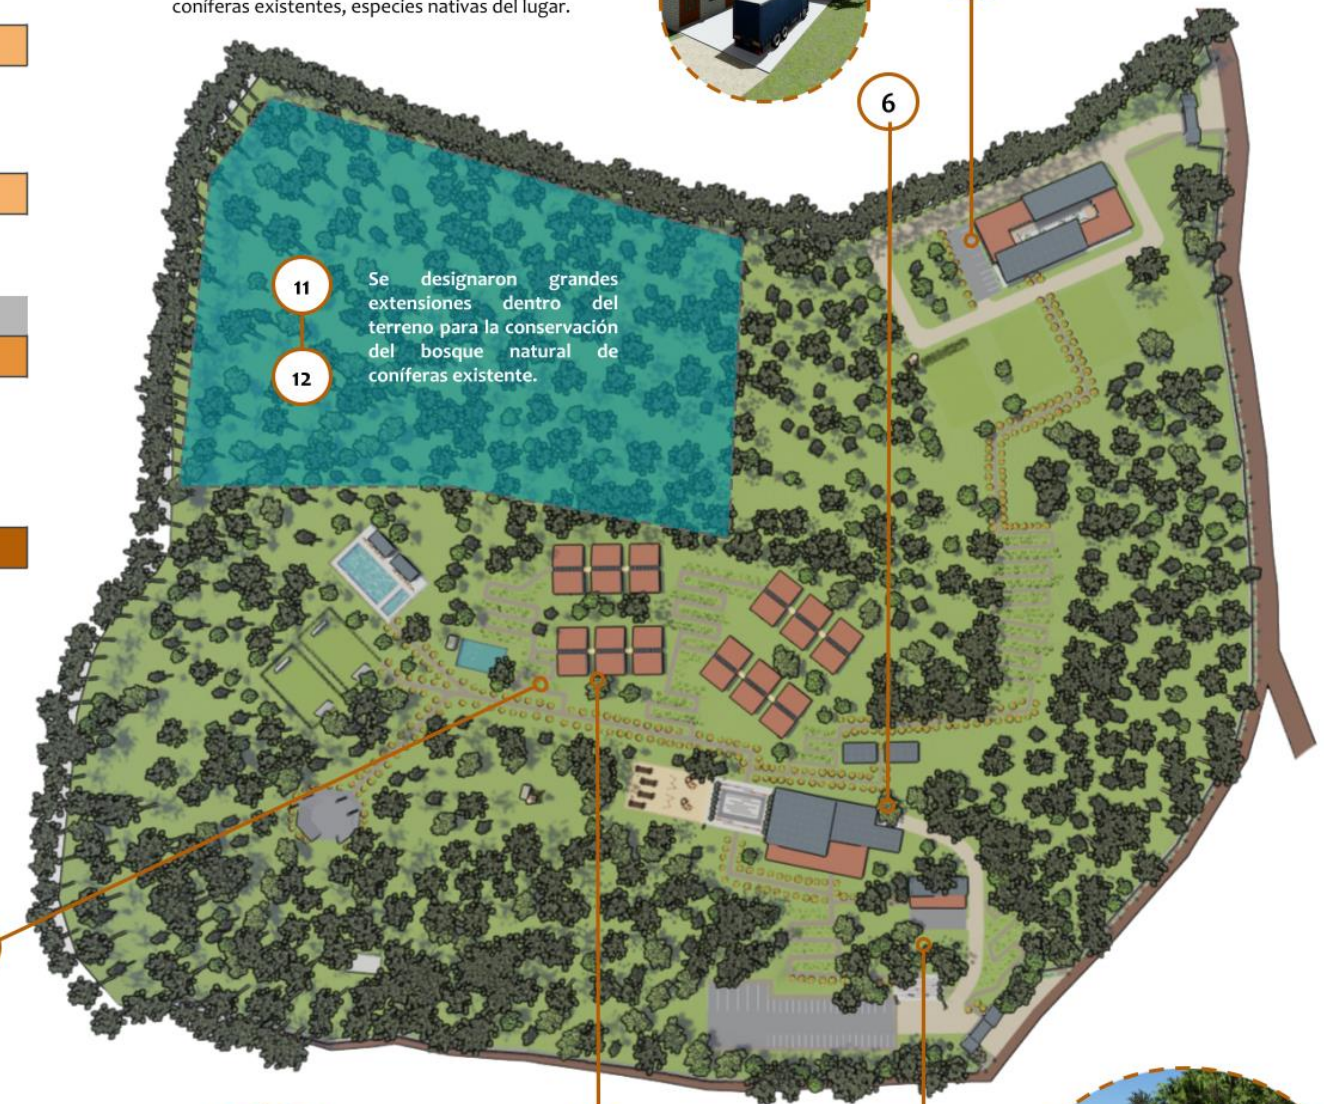 coníferas existentes, especies nativas del lugar.
6
11
12
Se designaron grandes
extensiones dentro del
terreno para la conservación
del bosque natural de
coníferas existente.